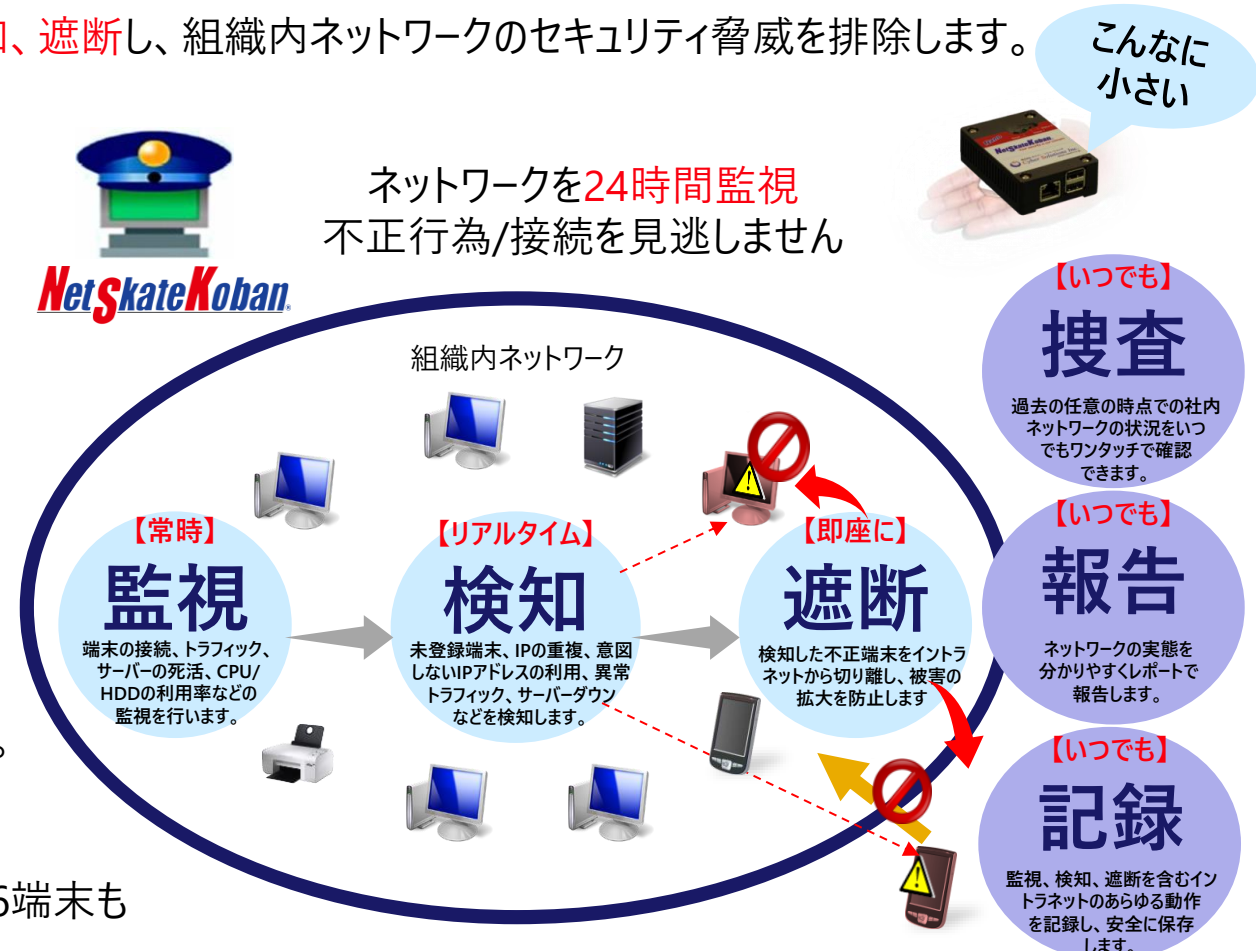 知、遮断し、組織内ネットワークのセキュリティ脅威を排除します。
こんなに
小さい
ネットワークを24時間監視
不正行為/接続を見逃しません
NetSkateKoban
NetSkateKoban
組織内ネットワーク
【常時】
監視
端末の接続、トラフィック、
サーバーの死活、CPU/
HDDの利用率などの
監視を行います。
【リアルタイム】
検知
未登録端末、IPの重複、意図
しないIPアドレスの利用、異常
トラフィック、サーバーダウン
などを検知します。
【即座に】
遮断
検知した不正端末をイントラ
ネットから切り離し、被害の
拡大を防止します
【いつでも】
捜査
過去の任意の時点での社内
ネットワークの状況をいつ
でもワンタッチで確認
できます。
【いつでも】
報告
ネットワークの実態を
分かりやすくレポートで
報告します。
【いつでも】
記録
監視、検知、遮断を含むイン
トラネットのあらゆる動作
を記録し、安全に保存
します。
。
6端末も